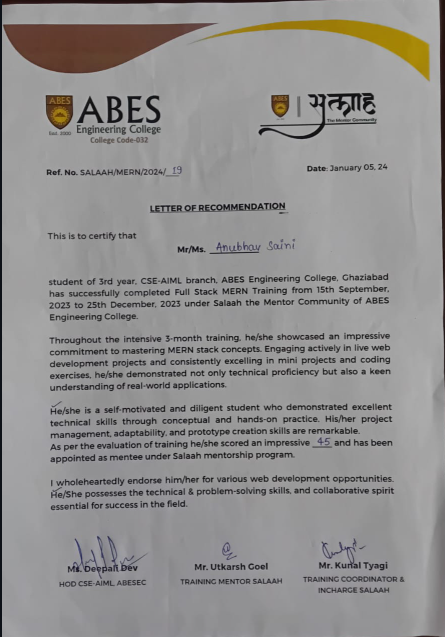 ABES
ABES
Engineering College
Estd. 2000
College Code-032
ABES
सलाह
The Mentor Community
Ref. No. SALAAH/MERN/2024/ 19
Date: January 05, 24
LETTER OF RECOMMENDATION
This is to certify that
Mr/Ms. Anubhav Saini
student of 3rd year, CSE-AIML branch, ABES Engineering College, Ghaziabad
has successfully completed Full Stack MERN Training from 15th September,
2023 to 25th December, 2023 under Salaah the Mentor Community of ABES
Engineering College.
Throughout the intensive 3-month training, he/she showcased an impressive
commitment to mastering MERN stack concepts. Engaging actively in live web
development projects and consistently excelling in mini projects and coding
exercises, he/she demonstrated not only technical proficiency but also a keen
understanding of real-world applications.
He/she is a self-motivated and diligent student who demonstrated excellent
technical skills through conceptual and hands-on practice. His/her project
management, adaptability, and prototype creation skills are remarkable.
As per the evaluation of training he/she scored an impressive 45 and has been
appointed as mentee under Salaah mentorship program.
I wholeheartedly endorse him/her for various web development opportunities.
He/She possesses the technical & problem-solving skills, and collaborative spirit
essential for success in the field.
Ms. Deepali Dev
HOD CSE-AIML ABESEC
Mr. Utkarsh Goel
TRAINING MENTOR SALAAH
Mr. Kunal Tyagi
TRAINING COORDINATOR &
INCHARGE SALAAH